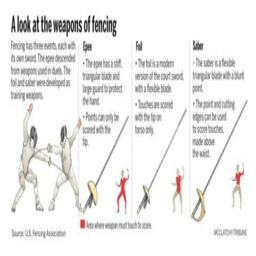 A look at the weapons of fencing
Fencing has three events, each with
its own sword. The epee descended
from weapons used in duels. The
foil and saber were developed as
training weapons.
Epee
• The epee has a stiff,
triangular blade and
large guard to protect
the hand.
• Points can only be
scored with the
tip.
Foil
• The foil is a modern
version of the court sword,
with a flexible blade.
• Touches are scored
with the tip on
torso only.
Saber
• The saber is a flexible
triangular blade with a blunt
point.
• The point and cutting
edges can be used
to score touches,
made above
the waist.
Area where weapon must touch to score.
Source: U.S. Fencing Association
MCCLATCHY-TRIBUNE